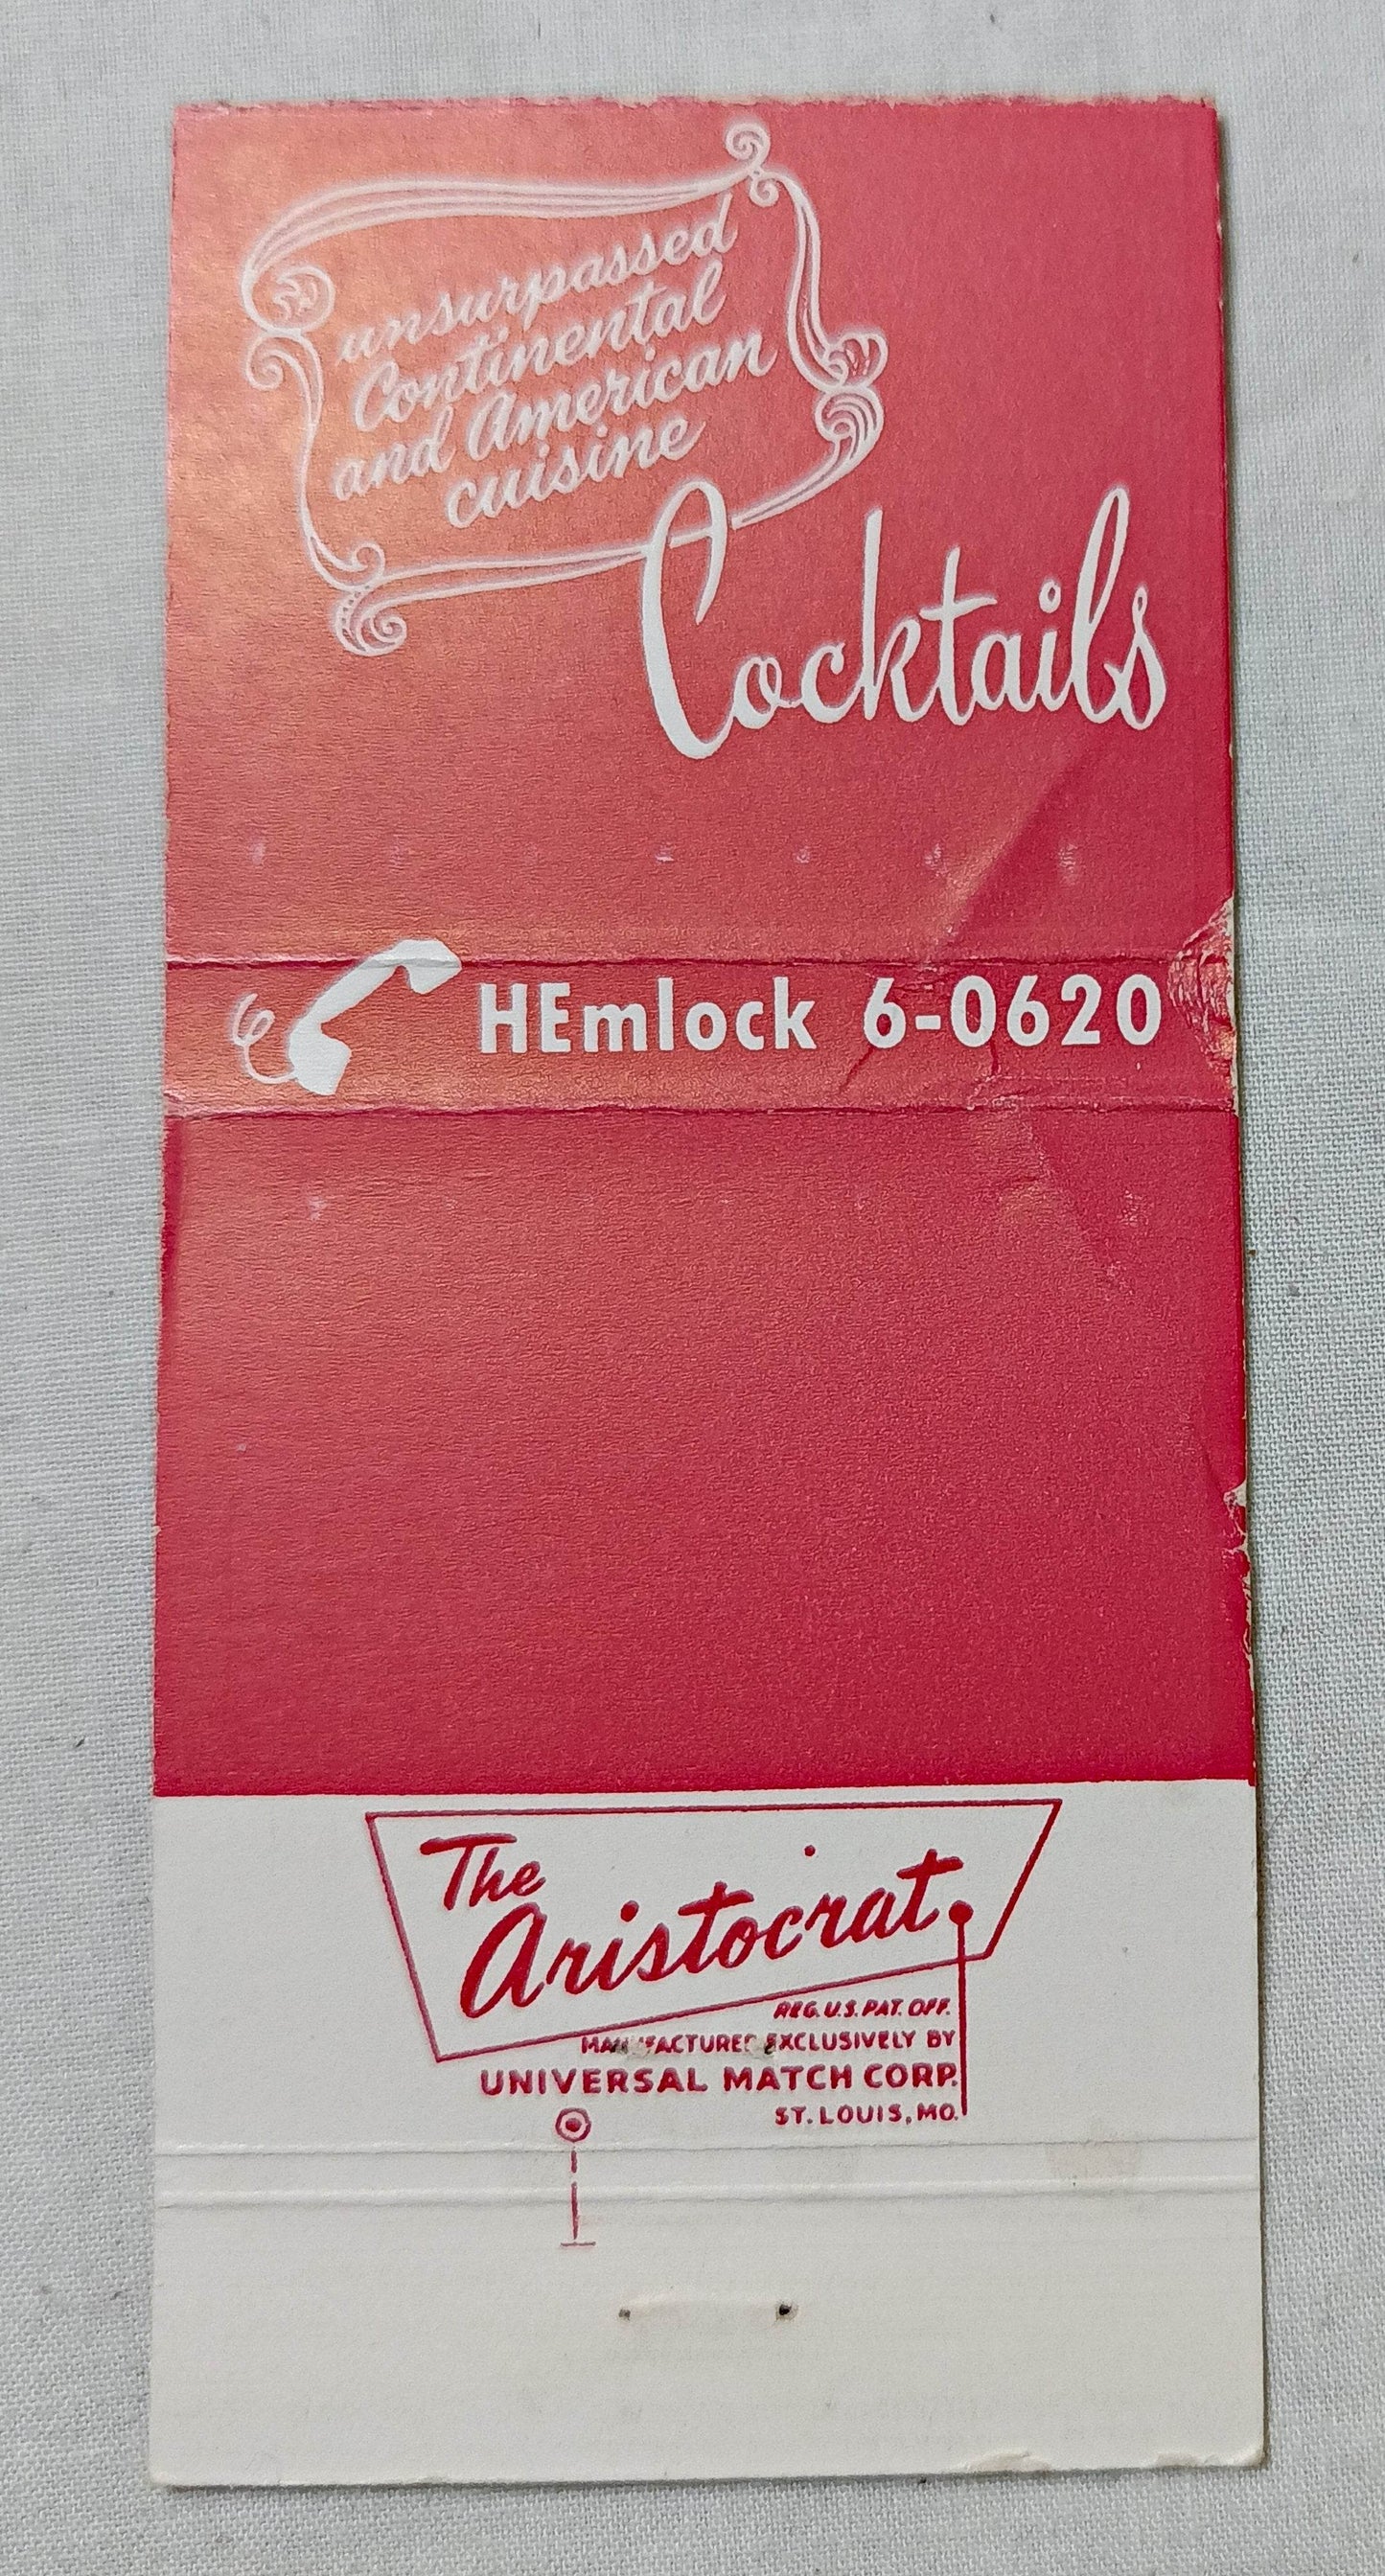 unsurpassed
Continental
and American
cuisine
Cocktails
HEmlock 6-0620
The
Aristocrat
REG. U.S. PAT. OFF.
MANUFACTURED EXCLUSIVELY BY
UNIVERSAL MATCH CORP.
ST. LOUIS, MO.